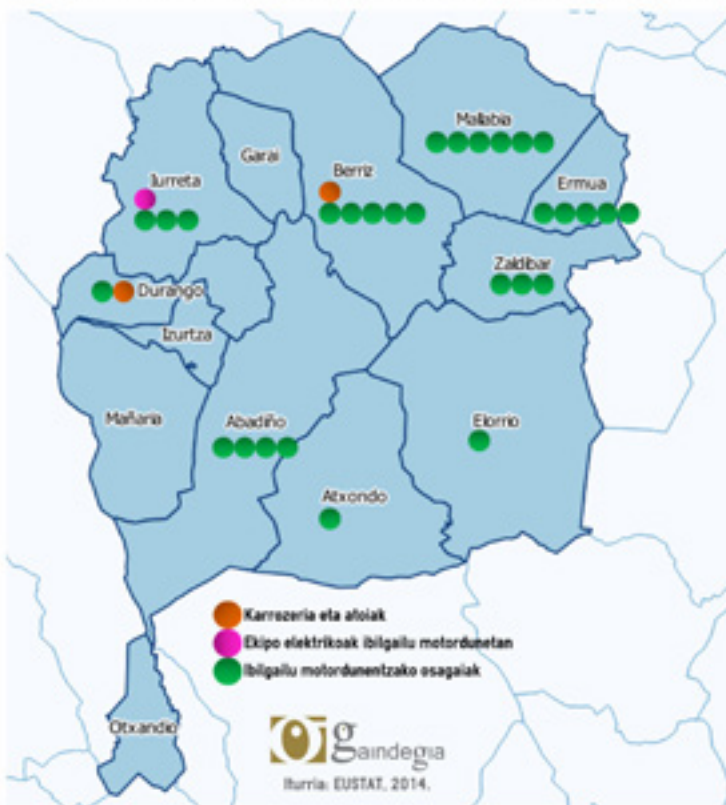 Mallabia
Garai
Iurreta
Berriz
Ermua
Zaldibar
Durango
Izurtza
Mañaria
Abadiño
Elorrio
Atxondo
Karrozeria eta atoiak
Ekipo elektrikoak ibilgailu motordunetan
Ibilgailu motordunentzako osagaiak
Otxandio
gaindegia
Iturria: EUSTAT, 2014.